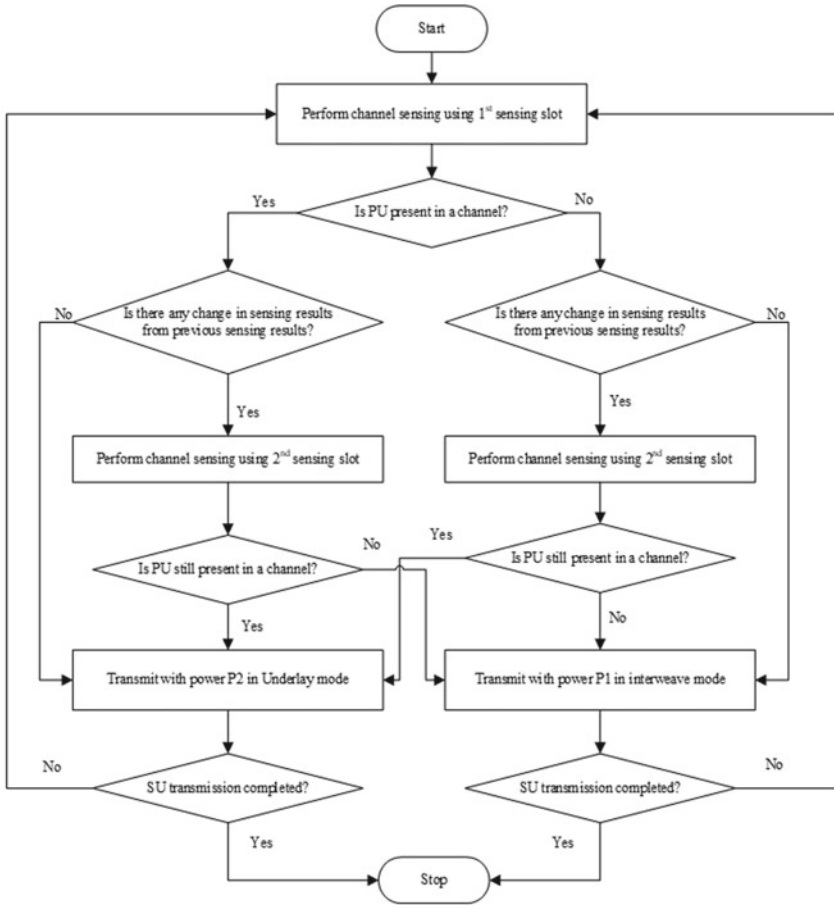 Start
Perform channel sensing using 1st sensing slot
Yes
Is PU present in a channel?
No
No
Is there any change in sensing results
from previous sensing results?
Is there any change in sensing results
from previous sensing results?
No
Yes
Yes
Perform channel sensing using 2nd sensing slot
Perform channel sensing using 2nd sensing slot
No
Yes
Is PU still present in a channel?
Is PU still present in a channel?
Yes
No
Transmit with power P2 in Underlay mode
Transmit with power P1 in interweave mode
No
SU transmission completed?
SU transmission completed?
No
Yes
Yes
Stop